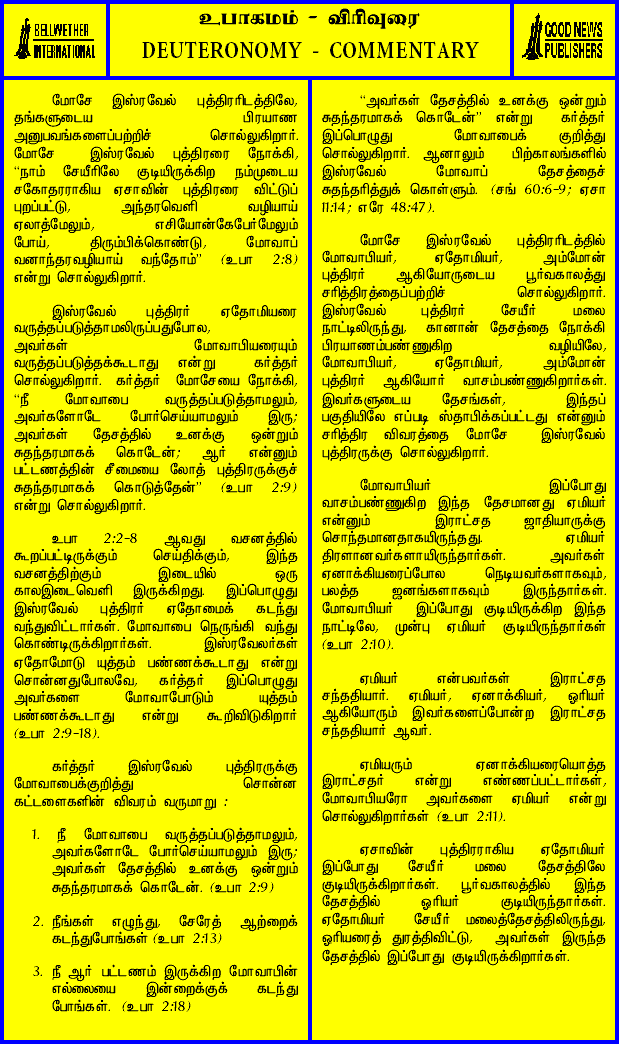 BELLWETHER
INTERNATIONAL
உபாகமம் - விரிவுரை
DEUTERONOMY - COMMENTARY
GOOD NEWS
PUBLISHERS
மோசே இஸ்ரவேல் புத்திரரிடத்திலே,
தங்களுடைய பிரயாண
அனுபவங்களைப்பற்றிச் சொல்லுகிறார்.
மோசே இஸ்ரவேல் புத்திரரை நோக்கி,
“நாம் சேயீரிலே குடியிருக்கிற நம்முடைய
சகோதரராகிய ஏசாவின் புத்திரரை விட்டுப்
புறப்பட்டு, அந்தரவெளி வழியாய்
ஏலாத்மேலும், எசியோன்கேபேர்மேலும்
போய், திரும்பிக்கொண்டு, மோவாப்
வனாந்தரவழியாய் வந்தோம்” (உபா 2:8)
என்று சொல்லுகிறார்.
இஸ்ரவேல் புத்திரர் ஏதோமியரை
வருத்தப்படுத்தாமலிருப்பதுபோல,
அவர்கள் மோவாபியரையும்
வருத்தப்படுத்தக்கூடாது என்று கர்த்தர்
சொல்லுகிறார். கர்த்தர் மோசேயை நோக்கி,
“நீ மோவாபை வருத்தப்படுத்தாமலும்,
அவர்களோடே போர்செய்யாமலும் இரு;
அவர்கள் தேசத்தில் உனக்கு ஒன்றும்
சுதந்தரமாகக் கொடேன்; ஆர் என்னும்
பட்டணத்தின் சீமையை லோத் புத்திரருக்குச்
சுதந்தரமாகக் கொடுத்தேன்” (உபா 2:9)
என்று சொல்லுகிறார்.
உபா 2:2-8 ஆவது வசனத்தில்
கூறப்பட்டிருக்கும் செய்திக்கும், இந்த
வசனத்திற்கும் இடையில் ஒரு
காலஇடைவெளி இருக்கிறது. இப்பொழுது
இஸ்ரவேல் புத்திரர் ஏதோமைக் கடந்து
வந்துவிட்டார்கள். மோவாபை நெருங்கி வந்து
கொண்டிருக்கிறார்கள். இஸ்ரவேலர்கள்
ஏதோமோடு யுத்தம் பண்ணக்கூடாது என்று
சொன்னதுபோலவே, கர்த்தர் இப்பொழுது
அவர்களை மோவாபோடும் யுத்தம்
பண்ணக்கூடாது என்று கூறிவிடுகிறார்
(உபா 2:9-18).
கர்த்தர் இஸ்ரவேல் புத்திரருக்கு
மோவாபைக்குறித்து சொன்ன
கட்டளைகளின் விவரம் வருமாறு :
1. நீ மோவாபை வருத்தப்படுத்தாமலும்,
அவர்களோடே போர்செய்யாமலும் இரு;
அவர்கள் தேசத்தில் உனக்கு ஒன்றும்
சுதந்தரமாகக் கொடேன். (உபா 2:9)
2. நீங்கள் எழுந்து, சேரேத் ஆற்றைக்
கடந்துபோங்கள் (உபா 2:13)
3. நீ ஆர் பட்டணம் இருக்கிற மோவாபின்
எல்லையை இன்றைக்குக் கடந்து
போங்கள். (உபா 2:18)
“அவர்கள் தேசத்தில் உனக்கு ஒன்றும்
சுதந்தரமாகக் கொடேன்” என்று கர்த்தர்
இப்பொழுது மோவாபைக் குறித்து
சொல்லுகிறார். ஆனாலும் பிற்காலங்களில்
இஸ்ரவேல் மோவாப் தேசத்தைச்
சுதந்தரித்துக் கொள்ளும். (சங் 60:6-9; ஏசா
11:14; எரே 48:47).
மோசே இஸ்ரவேல் புத்திரரிடத்தில்
மோவாபியர், ஏதோமியர், அம்மோன்
புத்திரர் ஆகியோருடைய பூர்வகாலத்து
சரித்திரத்தைப்பற்றிச் சொல்லுகிறார்.
இஸ்ரவேல் புத்திரர் சேயீர் மலை
நாட்டிலிருந்து, கானான் தேசத்தை நோக்கி
பிரயாணம்பண்ணுகிற வழியிலே,
மோவாபியர், ஏதோமியர், அம்மோன்
புத்திரர் ஆகியோர் வாசம்பண்ணுகிறார்கள்.
இவர்களுடைய தேசங்கள், இந்தப்
பகுதியிலே எப்படி ஸ்தாபிக்கப்பட்டது என்னும்
சரித்திர விவரத்தை மோசே இஸ்ரவேல்
புத்திரருக்கு சொல்லுகிறார்.
மோவாபியர் இப்போது
வாசம்பண்ணுகிற இந்த தேசமானது ஏமியர்
என்னும் இராட்சத ஜாதியாருக்கு
சொந்தமானதாகயிருந்தது. ஏமியர்
திரளானவர்களாயிருந்தார்கள். அவர்கள்
ஏனாக்கியரைப்போல நெடியவர்களாகவும்,
பலத்த ஜனங்களாகவும் இருந்தார்கள்.
மோவாபியர் இப்போது குடியிருக்கிற இந்த
நாட்டிலே, முன்பு ஏமியர் குடியிருந்தார்கள்
(உபா 2:10).
ஏமியர் என்பவர்கள் இராட்சத
சந்ததியார். ஏமியர், ஏனாக்கியர், ஓரியர்
ஆகியோரும் இவர்களைப்போன்ற இராட்சத
சந்ததியார் ஆவர்.
ஏமியரும் ஏனாக்கியரையொத்த
இராட்சதர் என்று எண்ணப்பட்டார்கள்,
மோவாபியரோ அவர்களை ஏமியர் என்று
சொல்லுகிறார்கள் (உபா 2:11).
ஏசாவின் புத்திரராகிய ஏதோமியர்
இப்போது சேயீர் மலை தேசத்திலே
குடியிருக்கிறார்கள். பூர்வகாலத்தில் இந்த
தேசத்தில் ஓரியர் குடியிருந்தார்கள்.
ஏதோமியர் சேயீர் மலைத்தேசத்திலிருந்து,
ஓரியரைத் துரத்திவிட்டு, அவர்கள் இருந்த
தேசத்தில் இப்போது குடியிருக்கிறார்கள்.